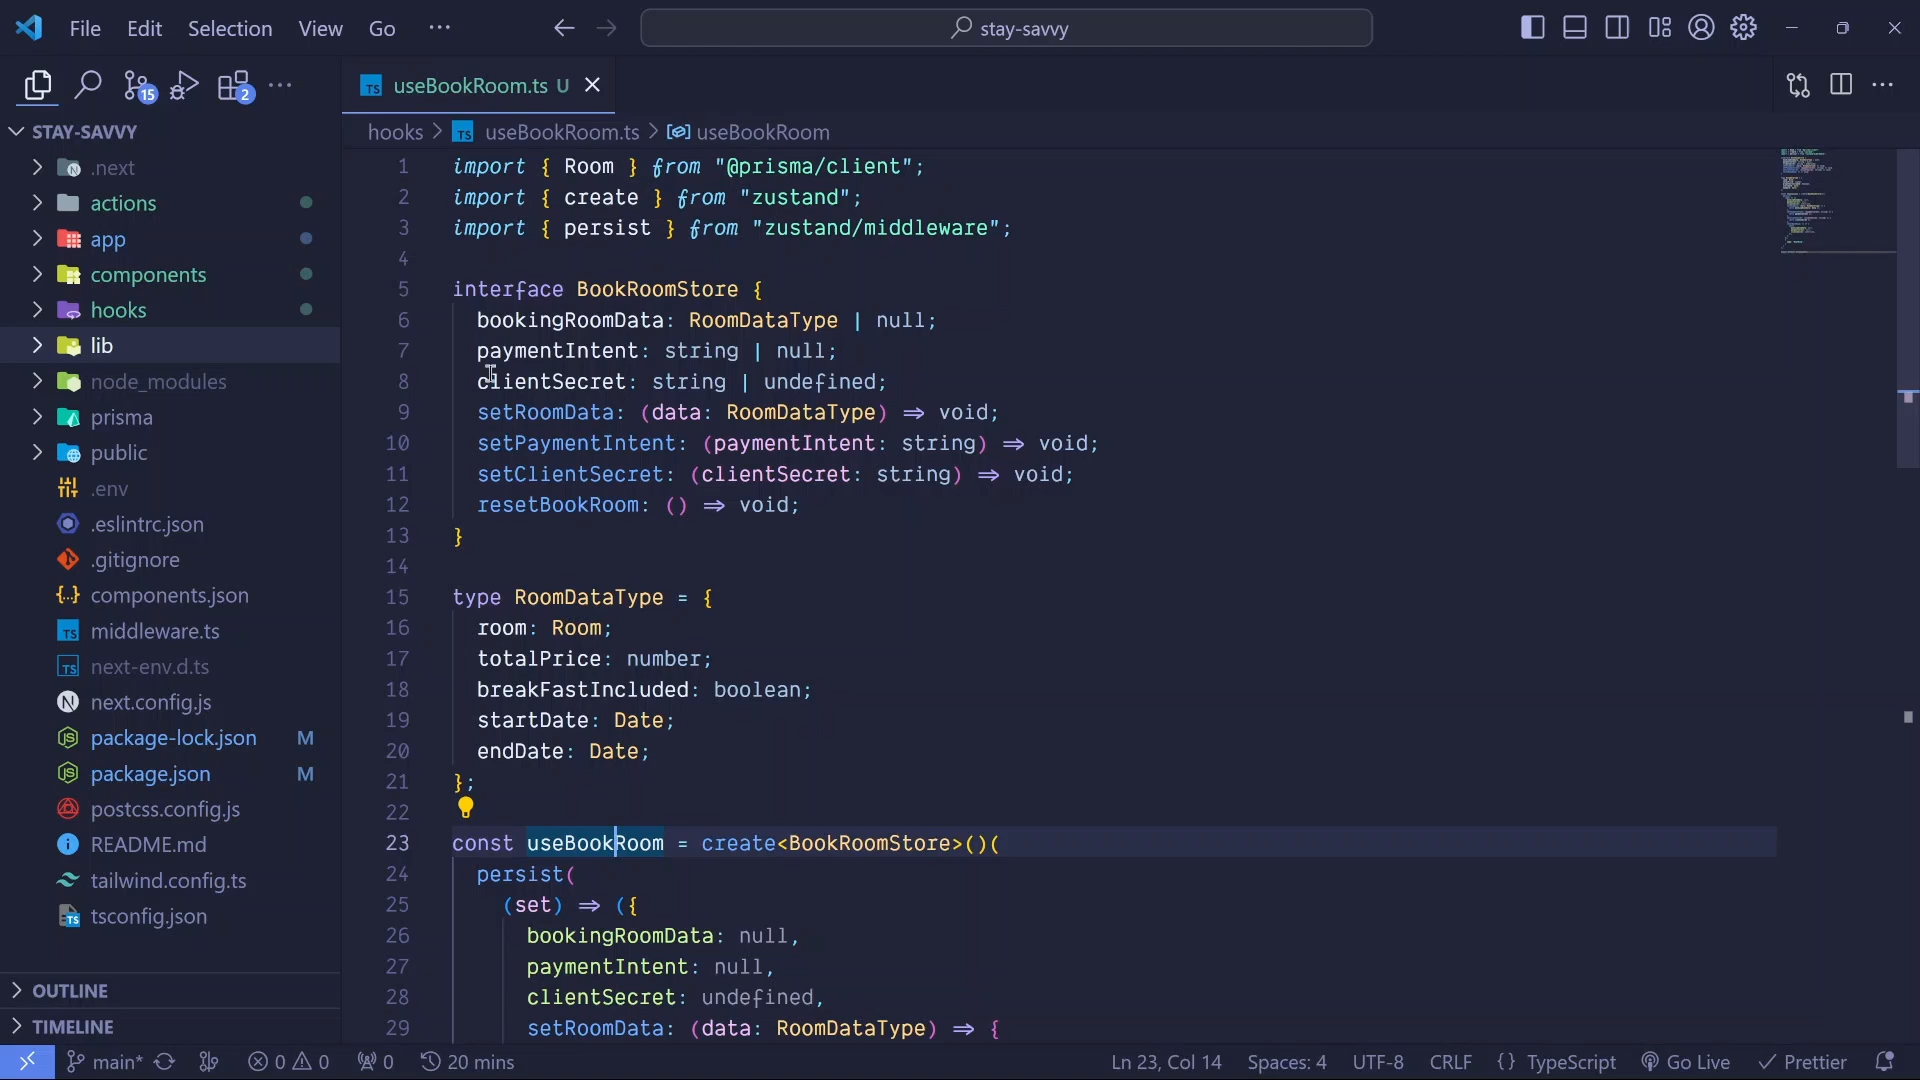 File Edit Selection View Go ··· stay-savvy
15 2
useBookRoom.ts U
STAY-SAVVY
hooks > TS useBookRoom.ts > useBookRoom
.next
actions
app
components
hooks
lib
node_modules
prisma
public
.env
.eslintrc.json
.gitignore
components.json
middleware.ts
next-env.d.ts
next.config.js
package-lock.json M
package.json M
postcss.config.js
README.md
tailwind.config.ts
tsconfig.json
OUTLINE
TIMELINE
1 import { Room } from "@prisma/client";
2 import { create } from "zustand";
3 import { persist } from "zustand/middleware";
4
5 interface BookRoomStore {
6 bookingRoomData: RoomDataType | null;
7 paymentIntent: string | null;
8 clientSecret: string | undefined;
9 setRoomData: (data: RoomDataType) => void;
10 setPaymentIntent: (paymentIntent: string) => void;
11 setClientSecret: (clientSecret: string) => void;
12 resetBookRoom: () => void;
13 }
14
15 type RoomDataType = {
16 room: Room;
17 totalPrice: number;
18 breakFastIncluded: boolean;
19 startDate: Date;
20 endDate: Date;
21 };
22
23 const useBookRoom = create<BookRoomStore>()(
24 persist(
25 (set) => ({
26 bookingRoomData: null,
27 paymentIntent: null,
28 clientSecret: undefined,
29 setRoomData: (data: RoomDataType) => {
main* 0 0 0 20 mins Ln 23, Col 14 Spaces: 4 UTF-8 CRLF {} TypeScript Go Live Prettier